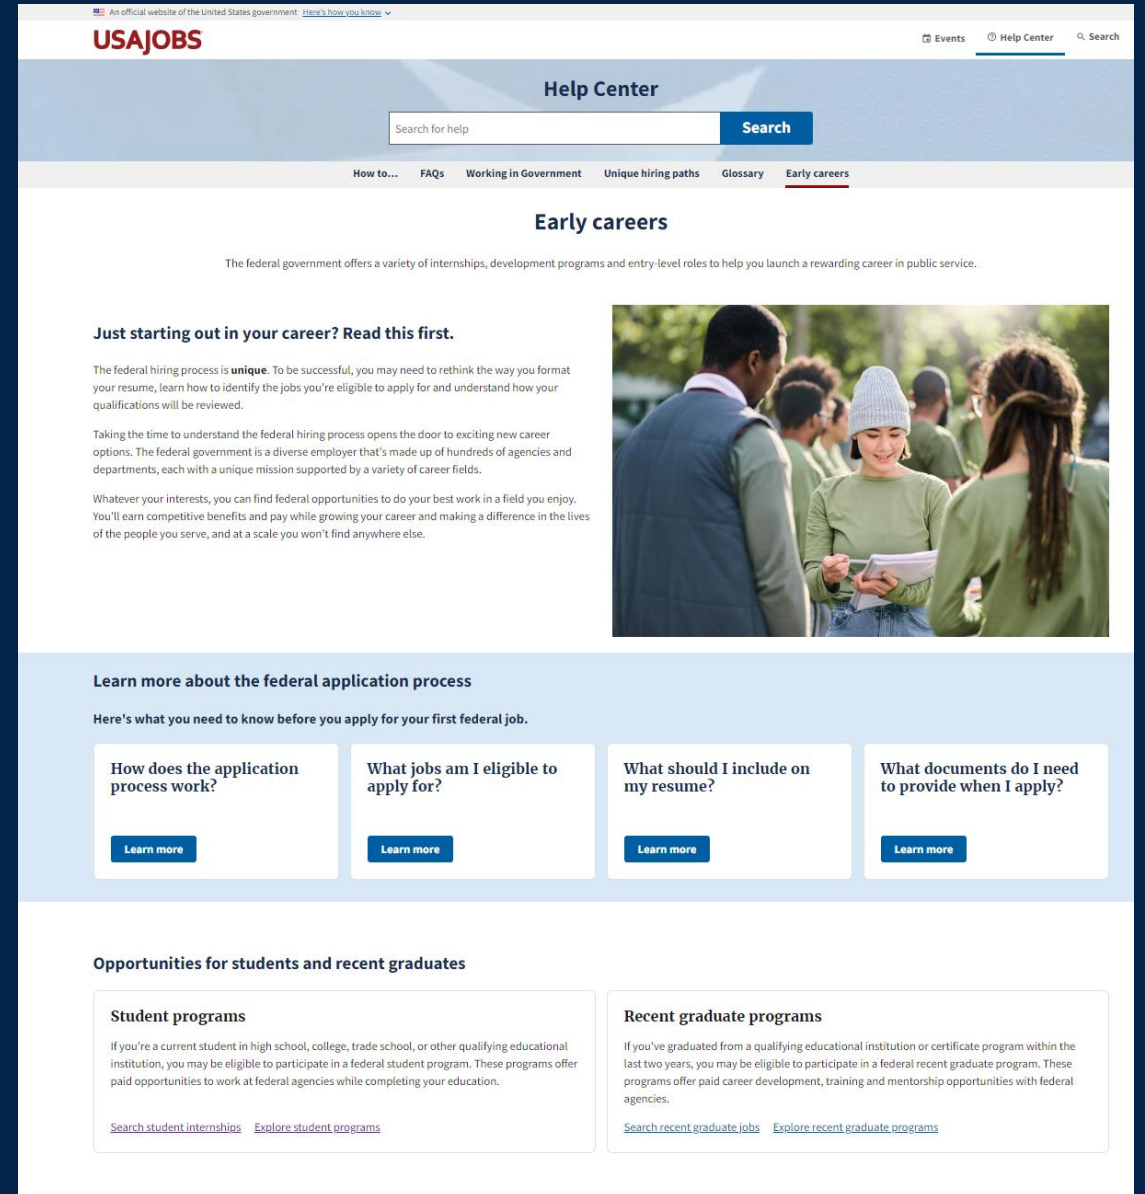 An official website of the United States government Here's how you know
USAJOBS
Events Help Center Search
Help Center
Search for help Search
How to... FAQs Working in Government Unique hiring paths Glossary Early careers
Early careers
The federal government offers a variety of internships, development programs and entry-level roles to help you launch a rewarding career in public service.
Just starting out in your career? Read this first.
The federal hiring process is unique. To be successful, you may need to rethink the way you format
your resume, learn how to identify the jobs you're eligible to apply for and understand how your
qualifications will be reviewed.
Taking the time to understand the federal hiring process opens the door to exciting new career
options. The federal government is a diverse employer that's made up of hundreds of agencies and
departments, each with a unique mission supported by a variety of career fields.
Whatever your interests, you can find federal opportunities to do your best work in a field you enjoy.
You'll earn competitive benefits and pay while growing your career and making a difference in the lives
of the people you serve, and at a scale you won't find anywhere else.
Learn more about the federal application process
Here's what you need to know before you apply for your first federal job.
How does the application
process work?
Learn more
What jobs am I eligible to
apply for?
Learn more
What should I include on
my resume?
Learn more
What documents do I need
to provide when I apply?
Learn more
Opportunities for students and recent graduates
Student programs
If you're a current student in high school, college, trade school, or other qualifying educational
institution, you may be eligible to participate in a federal student program. These programs offer
paid opportunities to work at federal agencies while completing your education.
Search student internships Explore student programs
Recent graduate programs
If you've graduated from a qualifying educational institution or certificate program within the
last two years, you may be eligible to participate in a federal recent graduate program. These
programs offer paid career development, training and mentorship opportunities with federal
agencies.
Search recent graduate jobs Explore recent graduate programs